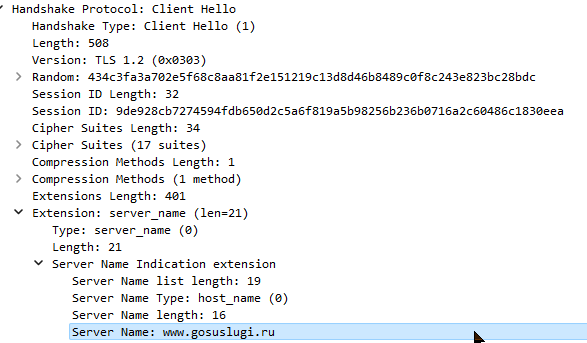 Handshake Protocol: Client Hello
Handshake Type: Client Hello (1)
Length: 508
Version: TLS 1.2 (0x0303)
Random: 434c3fa3a702e5f68c8aa81f2e151219c13d8d46b8489c0f8c243e823bc28bdc
Session ID Length: 32
Session ID: 9de928cb7274594fdb650d2c5a6f819a5b98256b236b0716a2c60486c1830eea
Cipher Suites Length: 34
Cipher Suites (17 suites)
Compression Methods Length: 1
Compression Methods (1 method)
Extensions Length: 401
Extension: server_name (len=21)
Type: server_name (0)
Length: 21
Server Name Indication extension
Server Name list length: 19
Server Name Type: host_name (0)
Server Name length: 16
Server Name: www.gosuslugi.ru